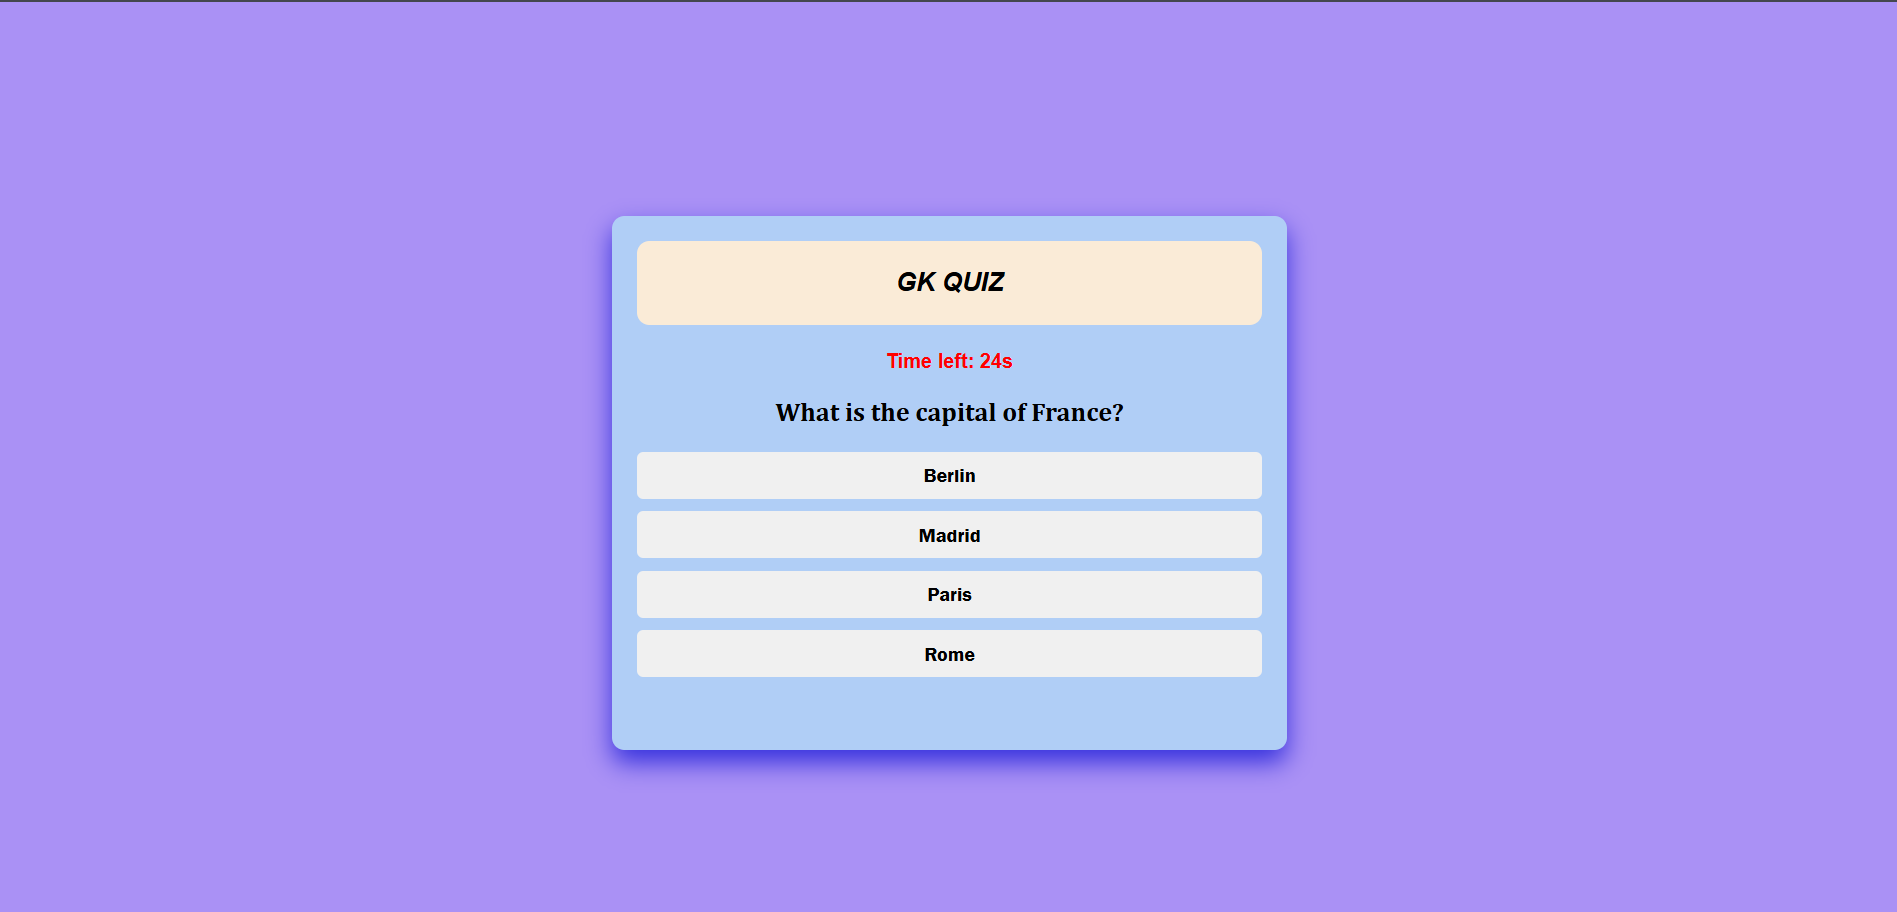 GK QUIZ
Time left: 24s
What is the capital of France?
Berlin
Madrid
Paris
Rome